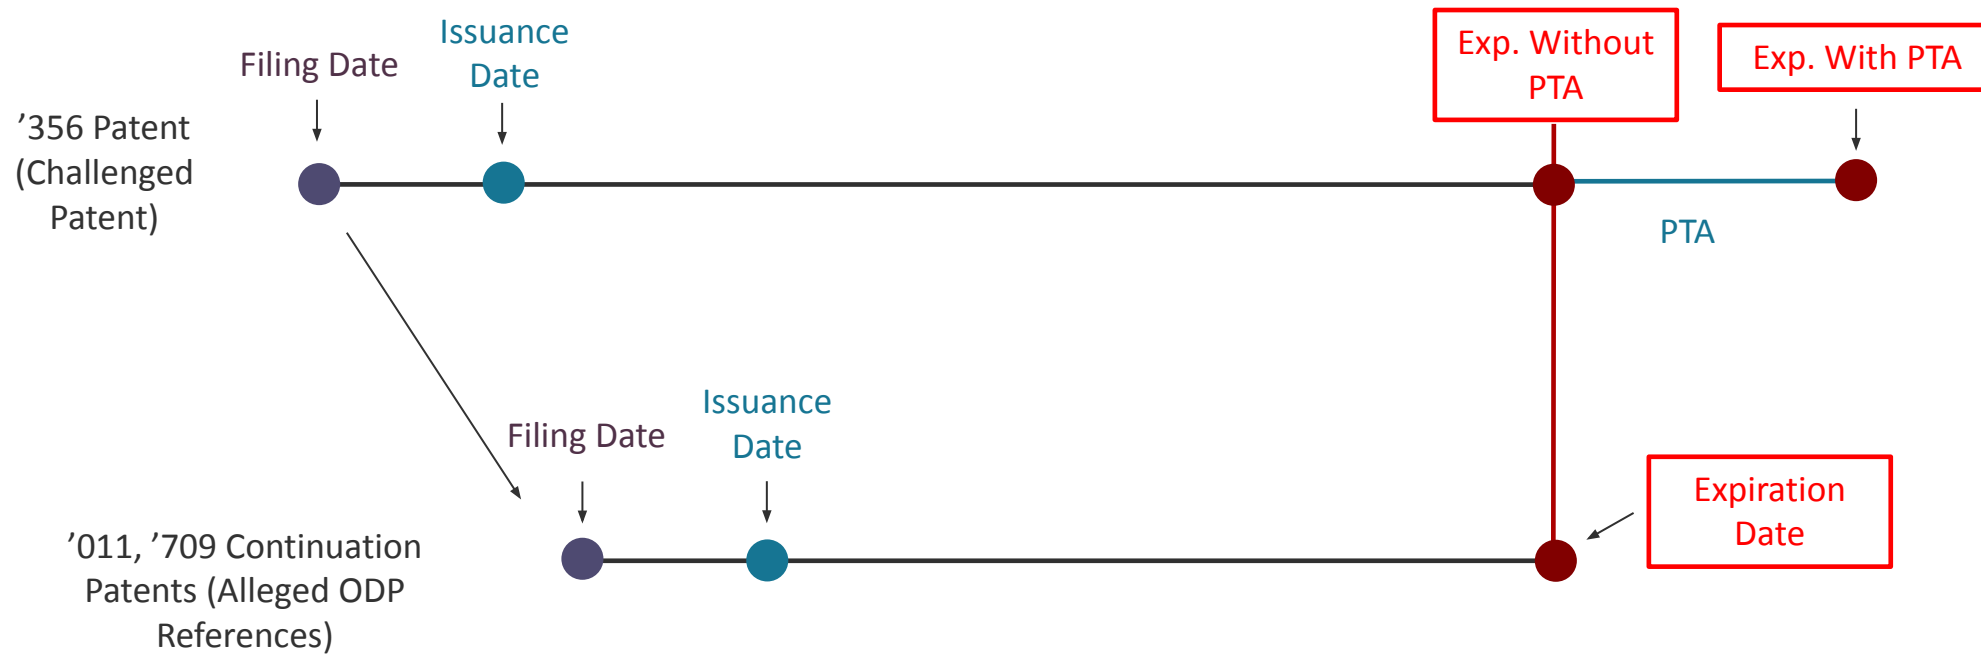 Filing Date
Issuance
Date
Exp. Without
PTA
Exp. With PTA
’356 Patent
(Challenged
Patent)
PTA
Filing Date
Issuance
Date
Expiration
Date
’011, ’709 Continuation
Patents (Alleged ODP
References)